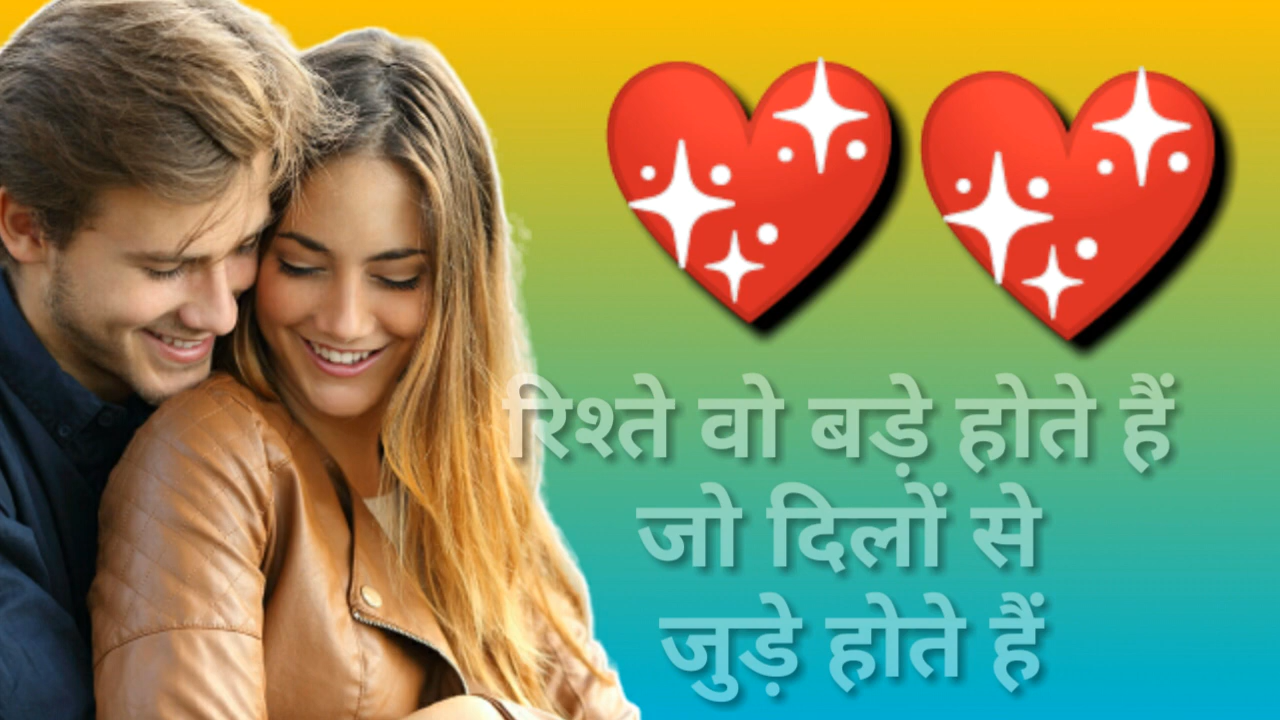 रिश्ते वो बड़े होते हैं
जो दिलों से
जुड़े होते हैं